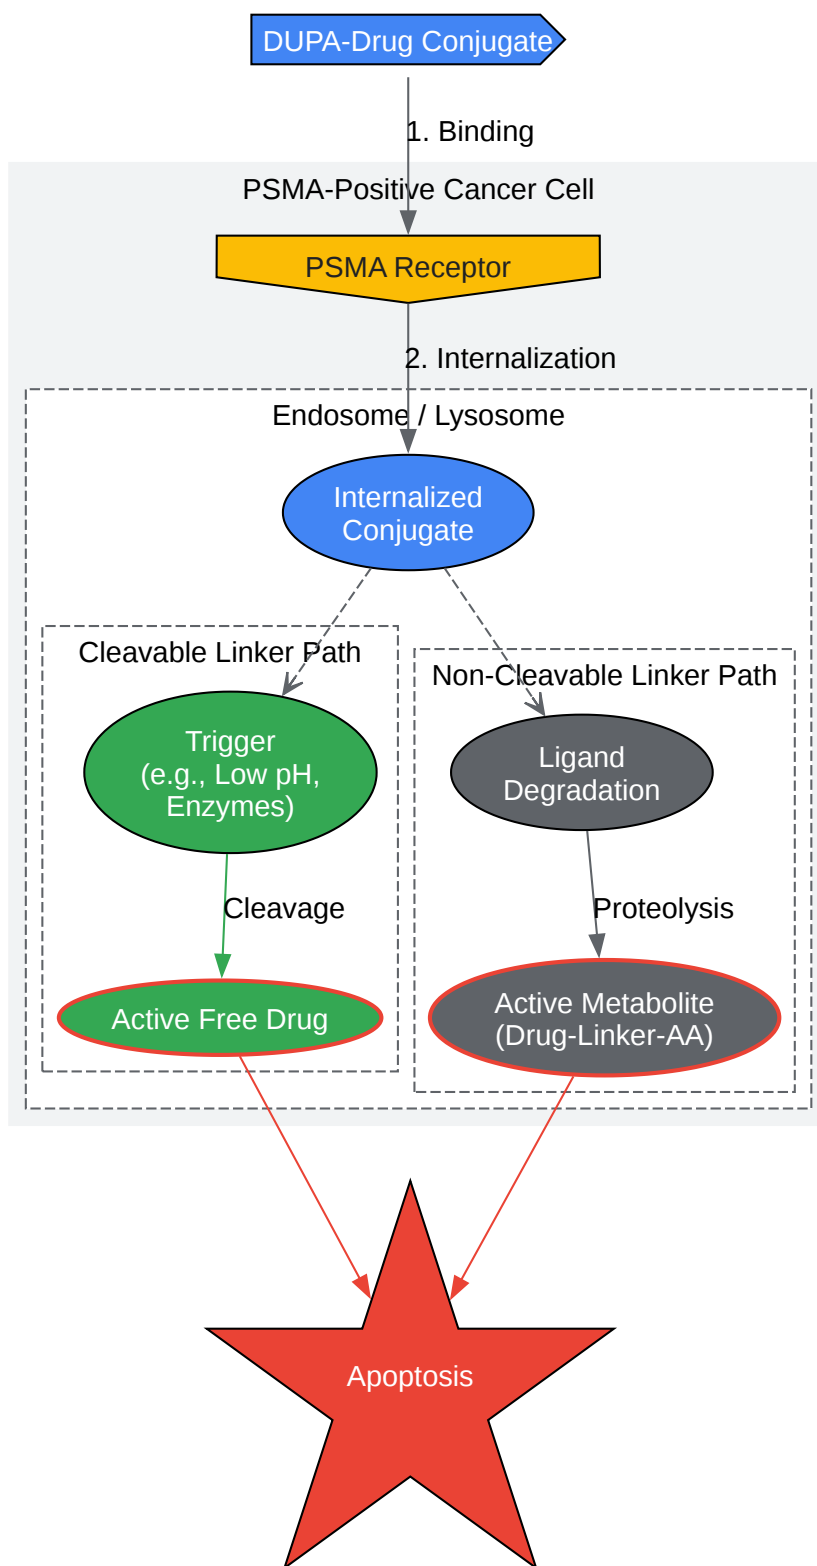 DUPA-Drug Conjugate
1. Binding
PSMA-Positive Cancer Cell
PSMA Receptor
2. Internalization
Endosome / Lysosome
Internalized
Conjugate
Cleavable Linker Path
Trigger
(e.g., Low pH,
Enzymes)
Cleavage
Active Free Drug
Non-Cleavable Linker Path
Ligand
Degradation
Proteolysis
Active Metabolite
(Drug-Linker-AA)
Apoptosis